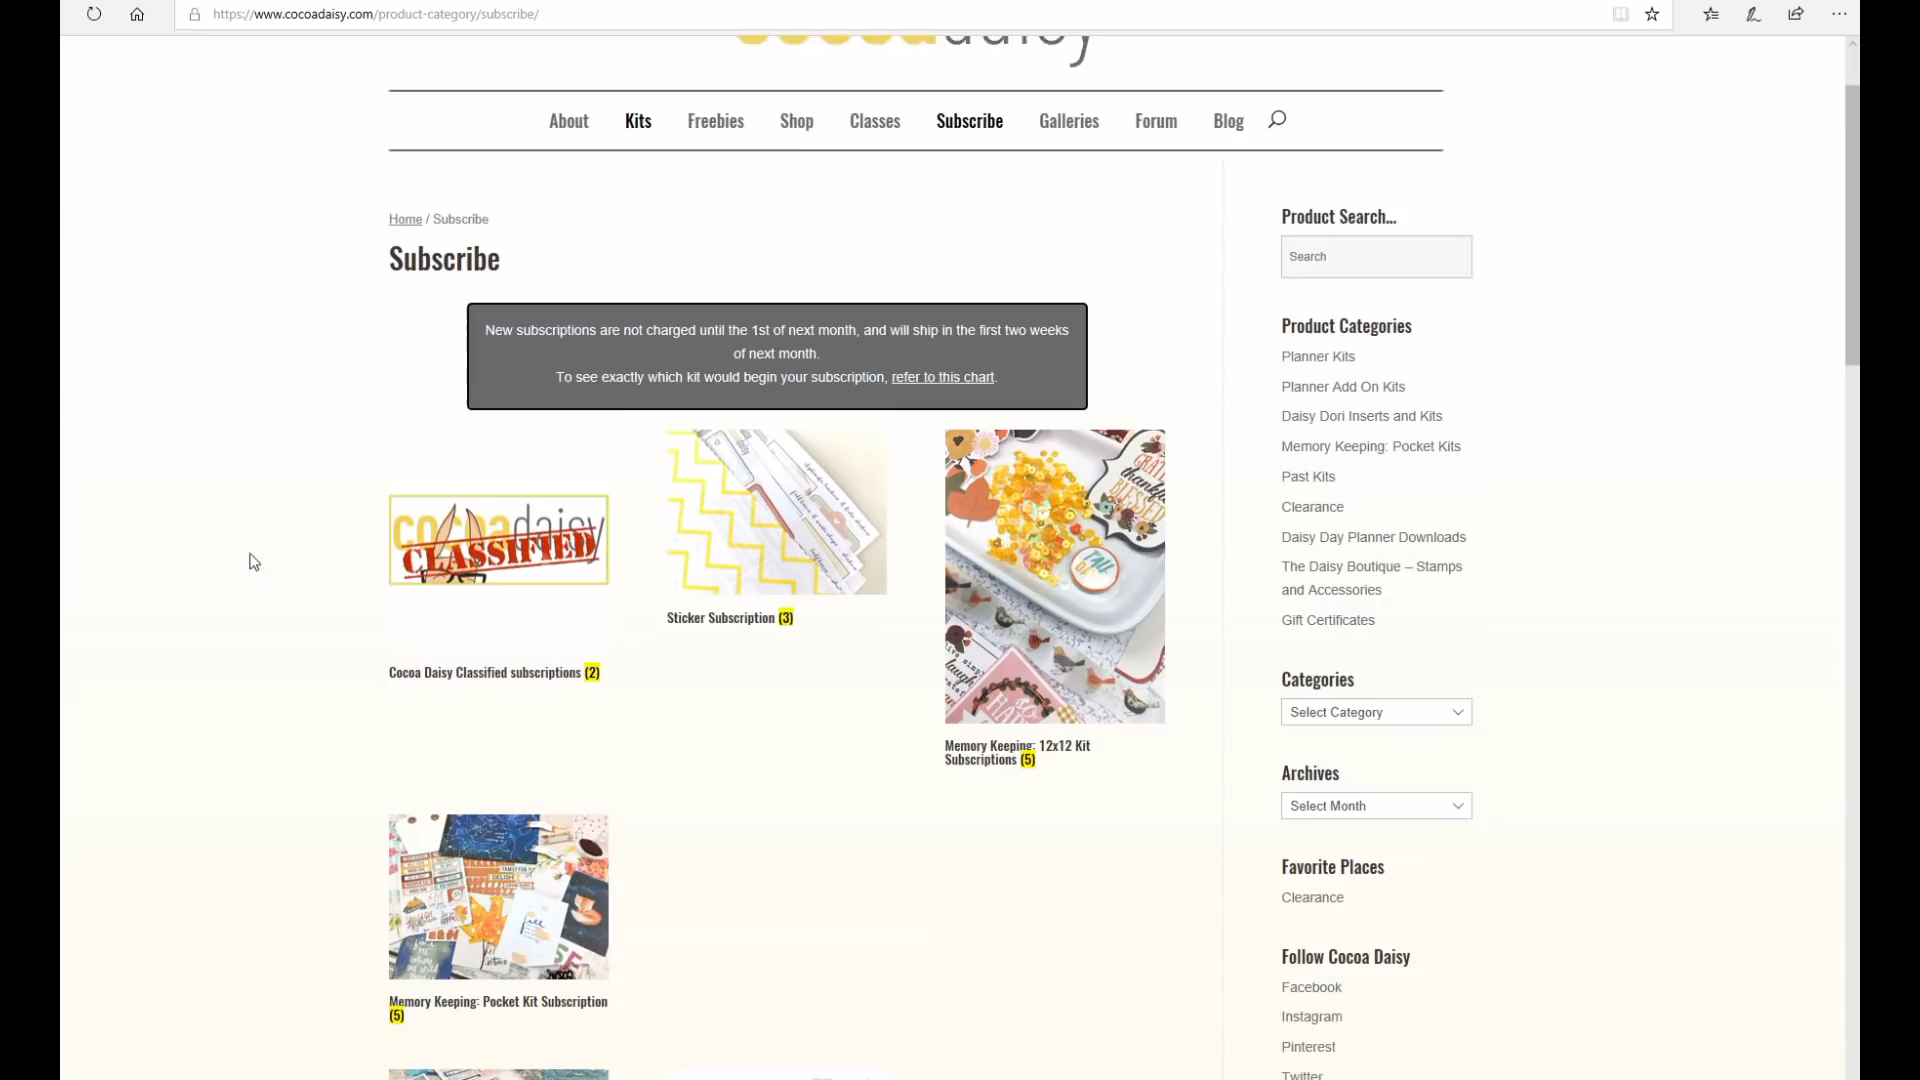 https://www.cocoadaisy.com/product-category/subscribe/
cocoadaisy
About Kits Freebies Shop Classes Subscribe Galleries Forum Blog
Home / Subscribe
Subscribe
New subscriptions are not charged until the 1st of next month, and will ship in the first two weeks
of next month.
To see exactly which kit would begin your subscription, refer to this chart.
cocoadaisy
CLASSIFIED
Cocoa Daisy Classified subscriptions (2)
Sticker Subscription (3)
thankful
BLESSED
FALL
Memory Keeping: 12x12 Kit
Subscriptions (5)
Memory Keeping: Pocket Kit Subscription
(5)
Product Search...
Search
Product Categories
Planner Kits
Planner Add On Kits
Daisy Dori Inserts and Kits
Memory Keeping: Pocket Kits
Past Kits
Clearance
Daisy Day Planner Downloads
The Daisy Boutique – Stamps
and Accessories
Gift Certificates
Categories
Select Category
Archives
Select Month
Favorite Places
Clearance
Follow Cocoa Daisy
Facebook
Instagram
Pinterest
Twitter